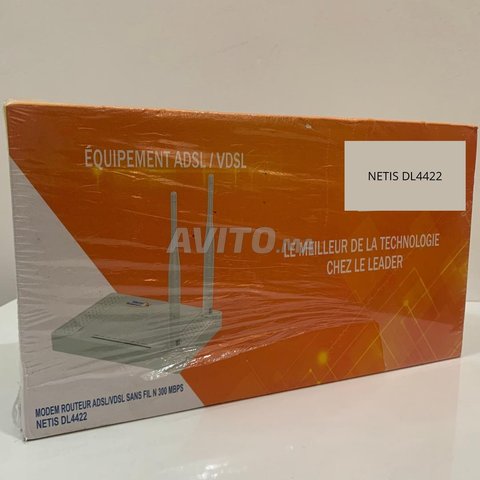 ÉQUIPEMENT ADSL / VDSL
NETIS DL4422
AVITO.ma
LE MEILLEUR DE LA TECHNOLOGIE
CHEZ LE LEADER
MODEM ROUTEUR ADSL/VDSL SANS FIL N 300 MBPS
NETIS DL4422